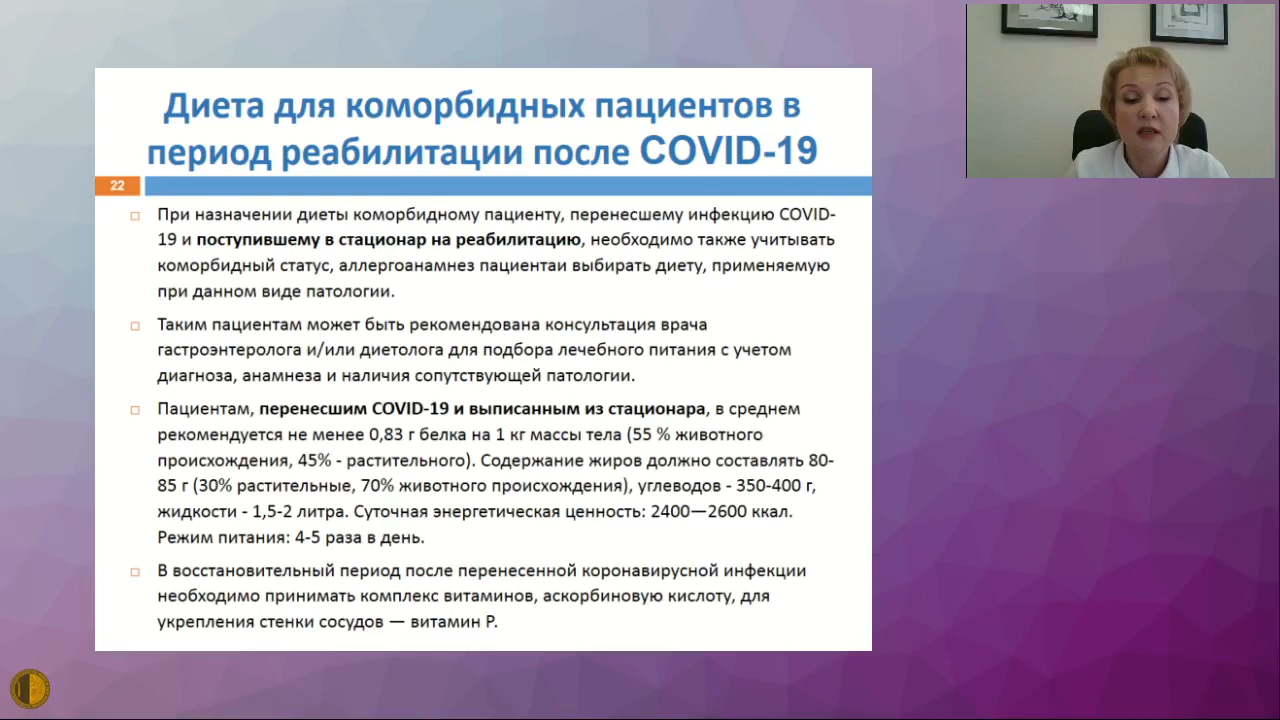 Диета для коморбидных пациентов в
период реабилитации после COVID-19
22
При назначении диеты коморбидному пациенту, перенесшему инфекцию COVID-
19 и поступившему в стационар на реабилитацию, необходимо также учитывать
коморбидный статус, аллергоанамнез пациентаи выбирать диету, применяемую
при данном виде патологии.
Таким пациентам может быть рекомендована консультация врача
гастроэнтеролога и/или диетолога для подбора лечебного питания с учетом
диагноза, анамнеза и наличия сопутствующей патологии.
Пациентам, перенесшим COVID-19 и выписанным из стационара, в среднем
рекомендуется не менее 0,83 г белка на 1 кг массы тела (55 % животного
происхождения, 45% - растительного). Содержание жиров должно составлять 80-
85 г (30% растительные, 70% животного происхождения), углеводов - 350-400 г,
жидкости - 1,5-2 литра. Суточная энергетическая ценность: 2400—2600 ккал.
Режим питания: 4-5 раза в день.
В восстановительный период после перенесенной коронавирусной инфекции
необходимо принимать комплекс витаминов, аскорбиновую кислоту, для
укрепления стенки сосудов — витамин Р.